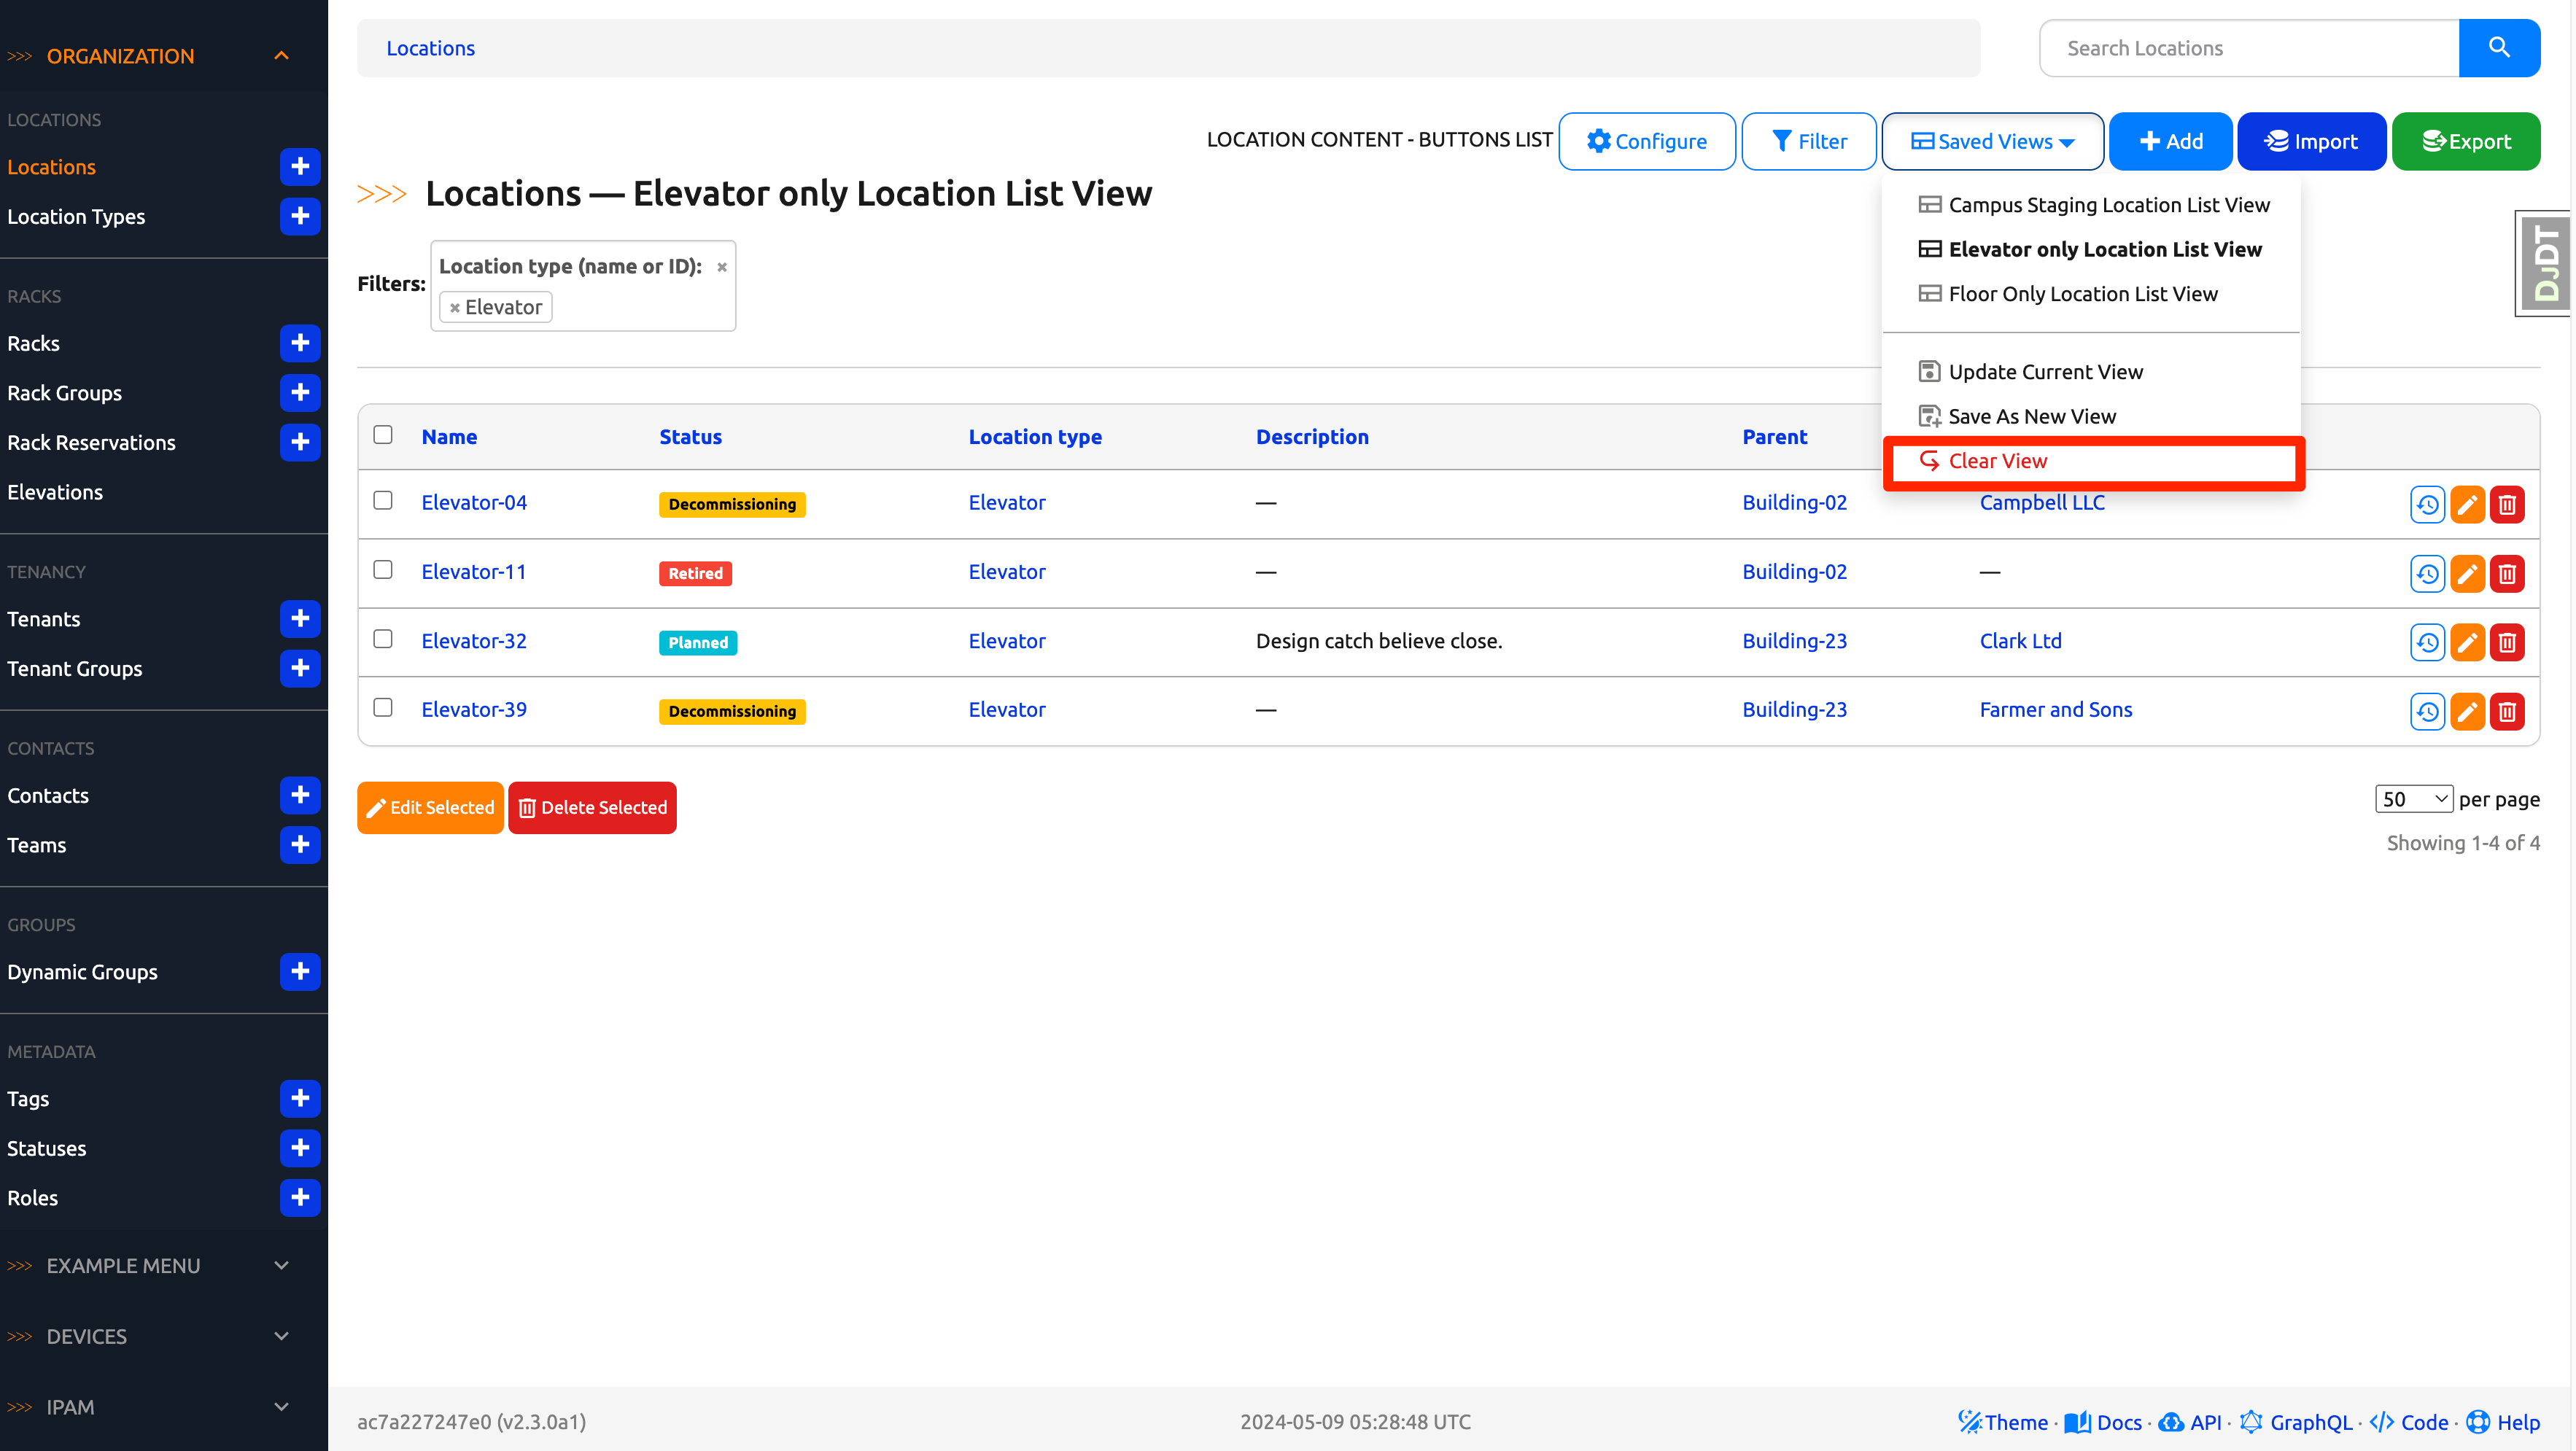 >>> ORGANIZATION
LOCATIONS
Locations
Location Types
RACKS
Racks
Rack Groups
Rack Reservations
Elevations
TENANCY
Tenants
Tenant Groups
CONTACTS
Contacts
Teams
GROUPS
Dynamic Groups
METADATA
Tags
Statuses
Roles
>>> EXAMPLE MENU
>>> DEVICES
>>> IPAM
Locations
Search Locations
LOCATION CONTENT - BUTTONS LIST Configure Filter Saved Views Add Import Export
>>> Locations — Elevator only Location List View
Filters:
Location type (name or ID): ×
× Elevator
Campus Staging Location List View
Elevator only Location List View
Floor Only Location List View
Update Current View
Save As New View
Clear View
DJDT
Name Status Location type Description Parent
Elevator-04 Decommissioning Elevator — Building-02 Campbell LLC
Elevator-11 Retired Elevator — Building-02 —
Elevator-32 Planned Elevator Design catch believe close. Building-23 Clark Ltd
Elevator-39 Decommissioning Elevator — Building-23 Farmer and Sons
Edit Selected Delete Selected
50 per page
Showing 1-4 of 4
ac7a227247e0 (v2.3.0a1) 2024-05-09 05:28:48 UTC Theme · Docs · API · GraphQL · Code · Help